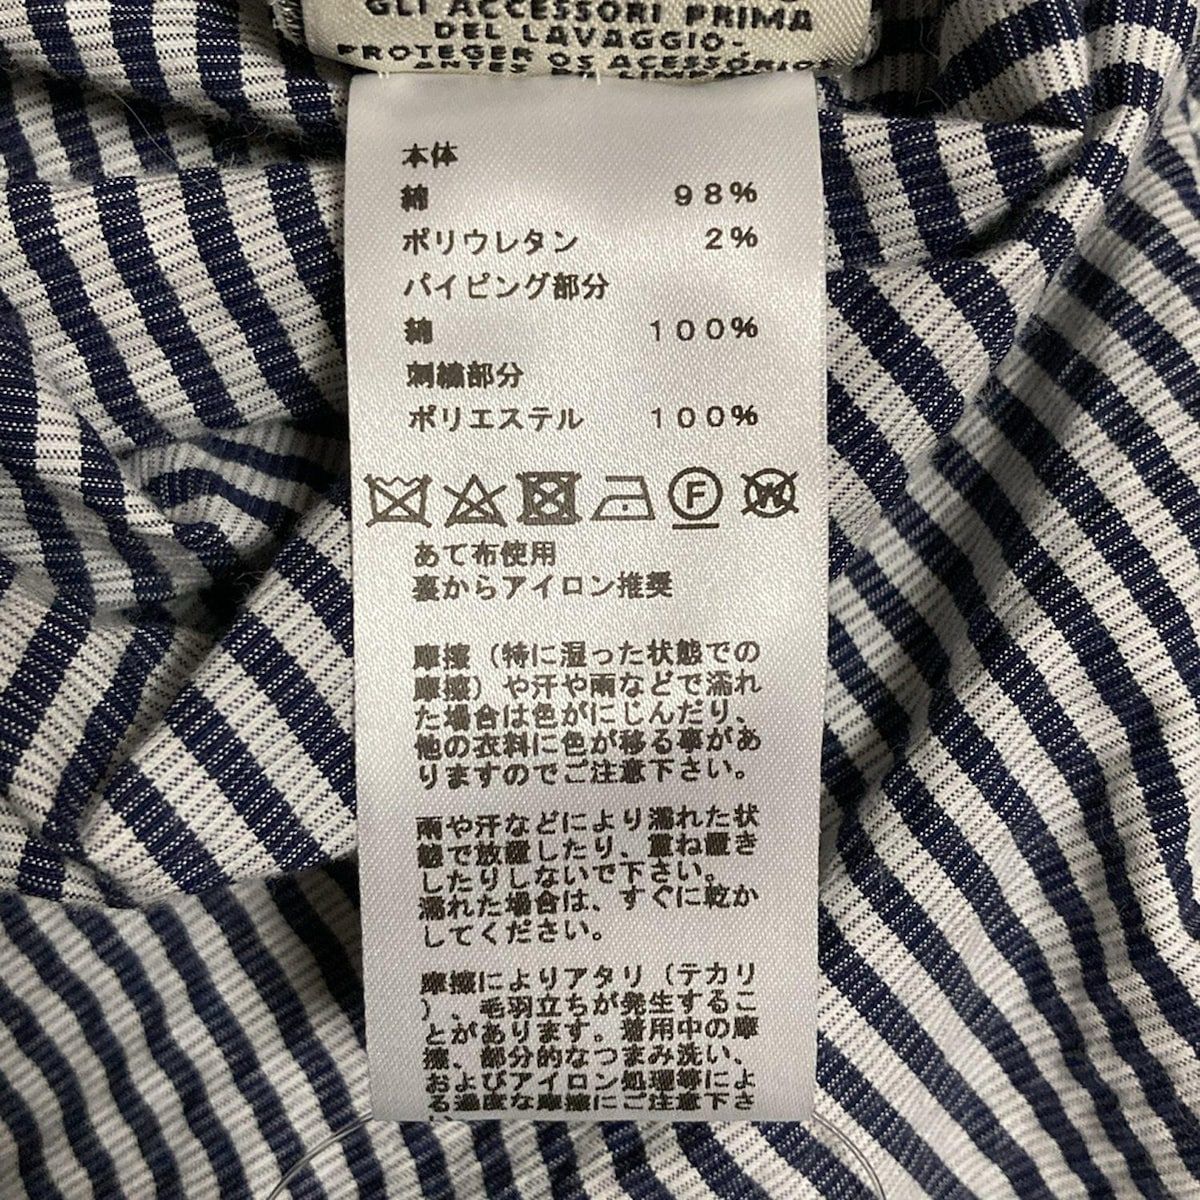 GLI ACCESSORI PRIMA
DEL LAVAGGIO-
PROTEGER OS ACESSÓRIO
ANTES
本体
綿 98%
ポリウレタン 2%
パイピング部分
綿 100%
刺繍部分
ポリエステル 100%
F
W
あて布使用
裏からアイロン推奨
摩擦(特に湿った状態での
摩擦)や汗や雨などで濡れ
た場合は色がにじんだり、
他の衣料に色が移る事があ
りますのでご注意下さい。
雨や汗などにより濡れた状
態で放置したり、重ね置き
したりしないで下さい。
濡れた場合は、すぐに乾か
してください。
摩擦によりアタリ(テカリ
)、毛羽立ちが発生するこ
とがあります。着用中の摩
擦、部分的なつまみ洗い、
およびアイロン処理等によ
る過度な摩擦にご注意下さ